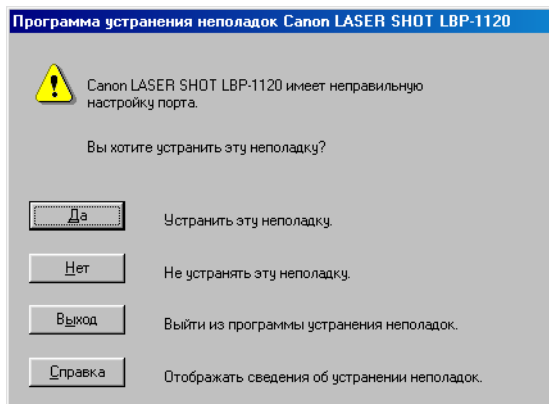 Программа устранения неполадок Canon LASER SHOT LBP-1120
Canon LASER SHOT LBP-1120 имеет неправильную
настройку порта.
Вы хотите устранить эту неполадку?
Да Устранить эту неполадку.
Нет Не устранять эту неполадку.
Выход Выйти из программы устранения неполадок.
Справка Отображать сведения об устранении неполадок.